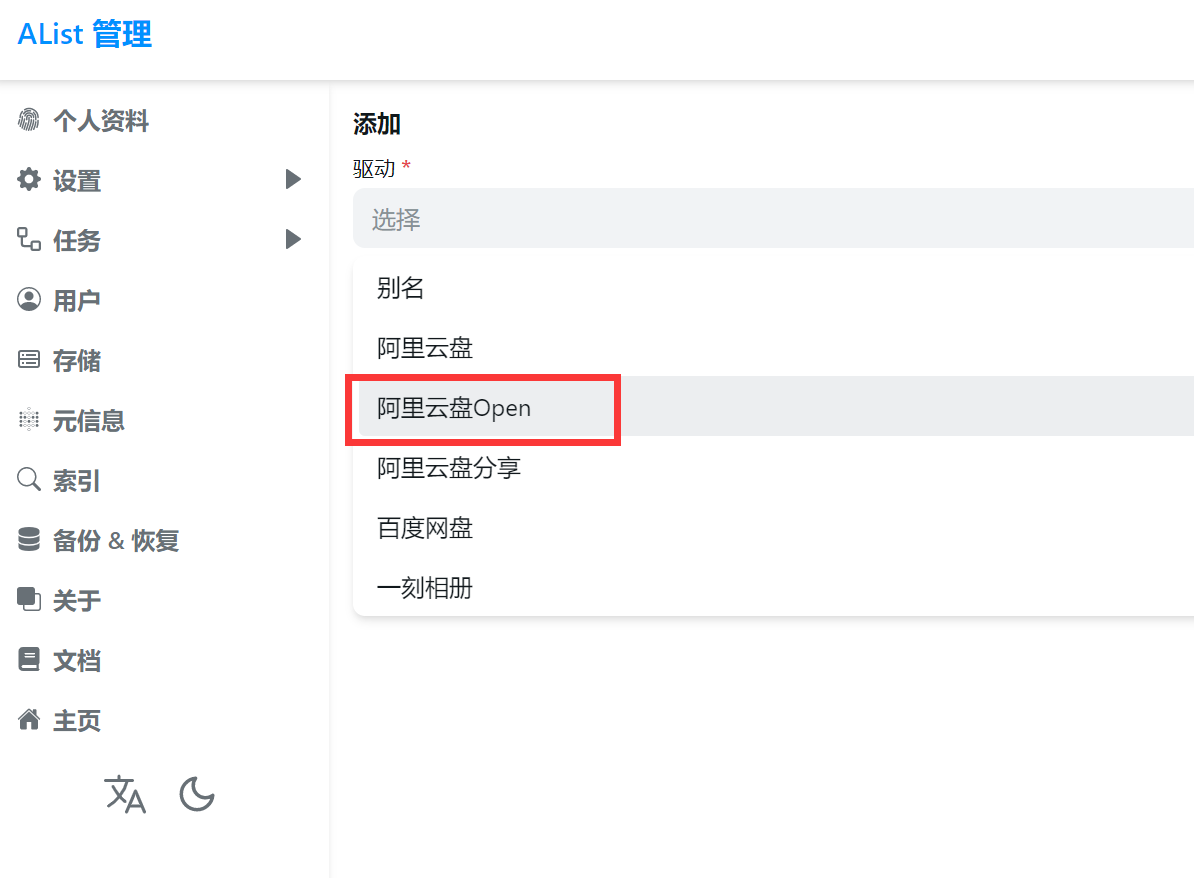 AList 管理
个人资料
设置
任务
用户
存储
元信息
索引
备份 & 恢复
关于
文档
主页
添加
驱动 *
选择
别名
阿里云盘
阿里云盘Open
阿里云盘分享
百度网盘
一刻相册